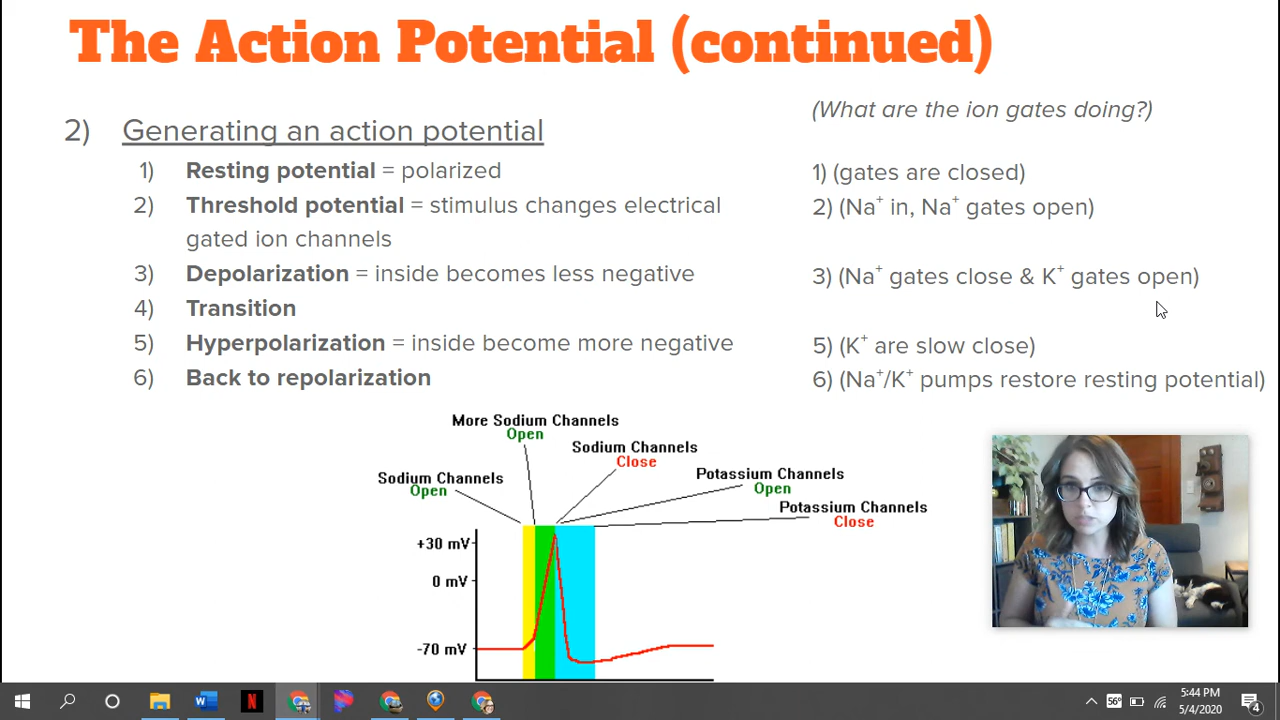 The Action Potential (continued)
(What are the ion gates doing?)
2) Generating an action potential
1) Resting potential = polarized
1) (gates are closed)
2) Threshold potential = stimulus changes electrical
gated ion channels
2) (Na+ in, Na+ gates open)
3) Depolarization = inside becomes less negative
3) (Na+ gates close & K+ gates open)
4) Transition
5) Hyperpolarization = inside become more negative
5) (K+ are slow close)
6) Back to repolarization
6) (Na+/K+ pumps restore resting potential)
More Sodium Channels
Open
Sodium Channels
Close
Sodium Channels
Open
Potassium Channels
Open
Potassium Channels
Close
+30 mV
0 mV
-70 mV
56°
5:44 PM
5/4/2020
4